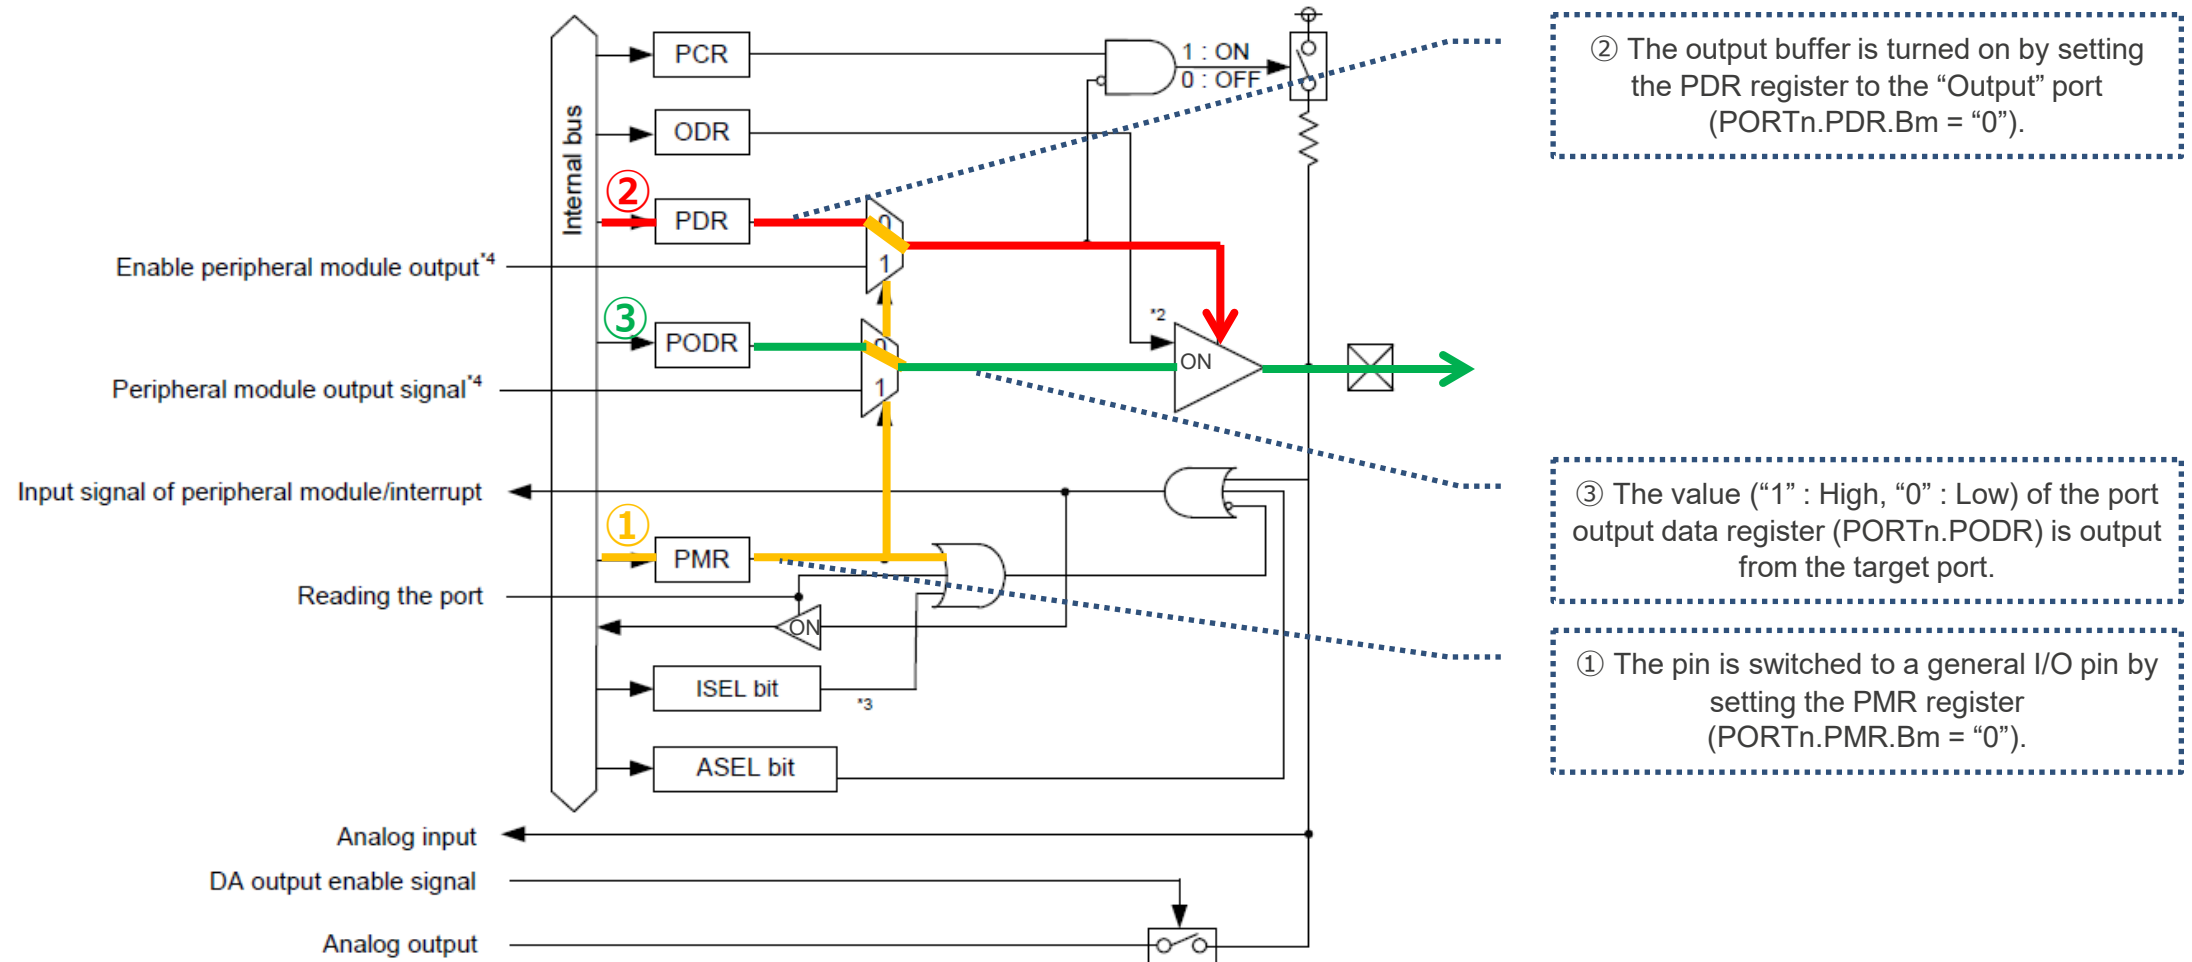 PCR
1 : ON
0 : OFF
② The output buffer is turned on by setting
the PDR register to the “Output” port
(PORTn.PDR.Bm = “0”).
Internal bus
ODR
②
PDR
0
1
Enable peripheral module output*4
③
PODR
0
1
*2
ON
Peripheral module output signal*4
Input signal of peripheral module/interrupt
③ The value (“1” : High, “0” : Low) of the port
output data register (PORTn.PODR) is output
from the target port.
①
PMR
Reading the port
ON
① The pin is switched to a general I/O pin by
setting the PMR register
(PORTn.PMR.Bm = “0”).
ISEL bit
*3
ASEL bit
Analog input
DA output enable signal
Analog output